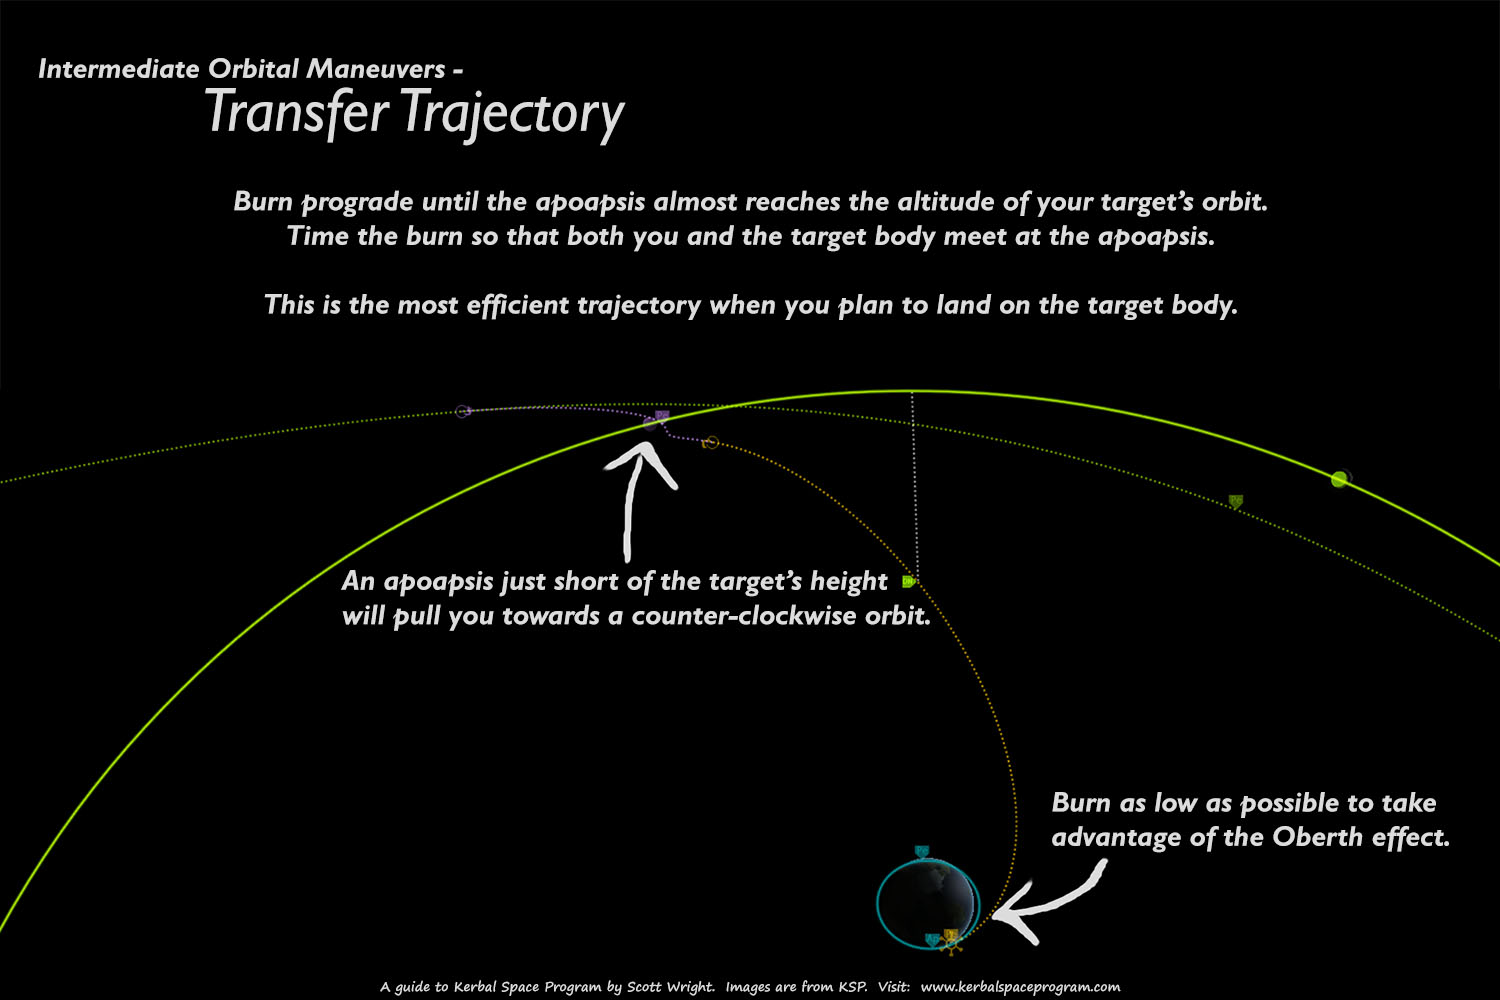 Intermediate Orbital Maneuvers -
Transfer Trajectory
Burn prograde until the apoapsis almost reaches the altitude of your target’s orbit.
Time the burn so that both you and the target body meet at the apoapsis.
This is the most efficient trajectory when you plan to land on the target body.
An apoapsis just short of the target’s height
will pull you towards a counter-clockwise orbit.
Burn as low as possible to take
advantage of the Oberth effect.
A guide to Kerbal Space Program by Scott Wright. Images are from KSP. Visit: www.kerbalspaceprogram.com